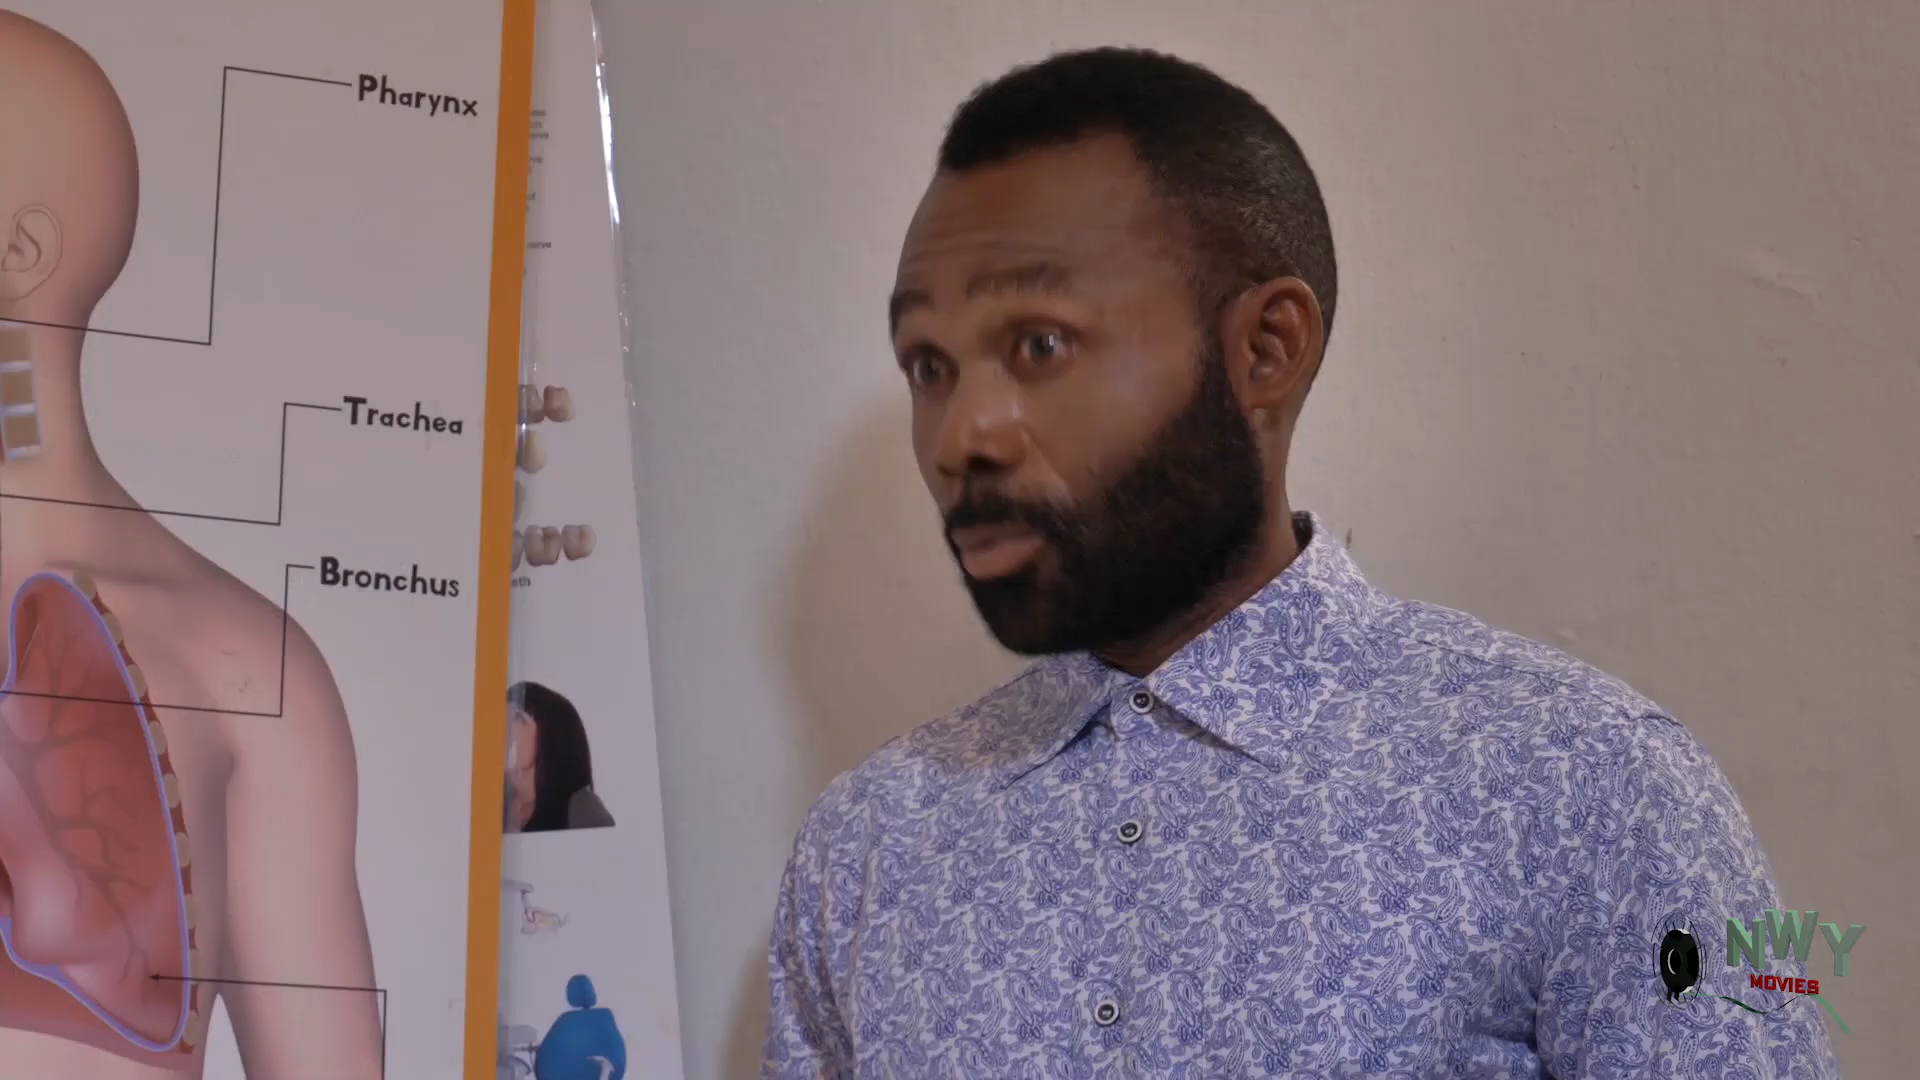 Pharynx
Trachea
Bronchus
NWY
MOVIES